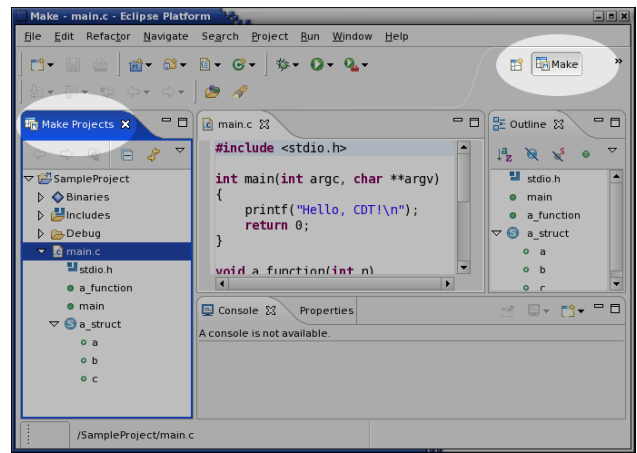 Make - main.c - Eclipse Platform
File Edit Refactor Navigate Search Project Run Window Help
Make »
Make Projects
main.c
Outline
SampleProject
Binaries
Includes
Debug
main.c
stdio.h
a_function
main
a_struct
a
b
c
#include <stdio.h>
int main(int argc, char **argv)
{
printf("Hello, CDT!\n");
return 0;
}
void a_function(int n)
stdio.h
main
a_function
a_struct
a
b
c
Console Properties
A console is not available.
/SampleProject/main.c